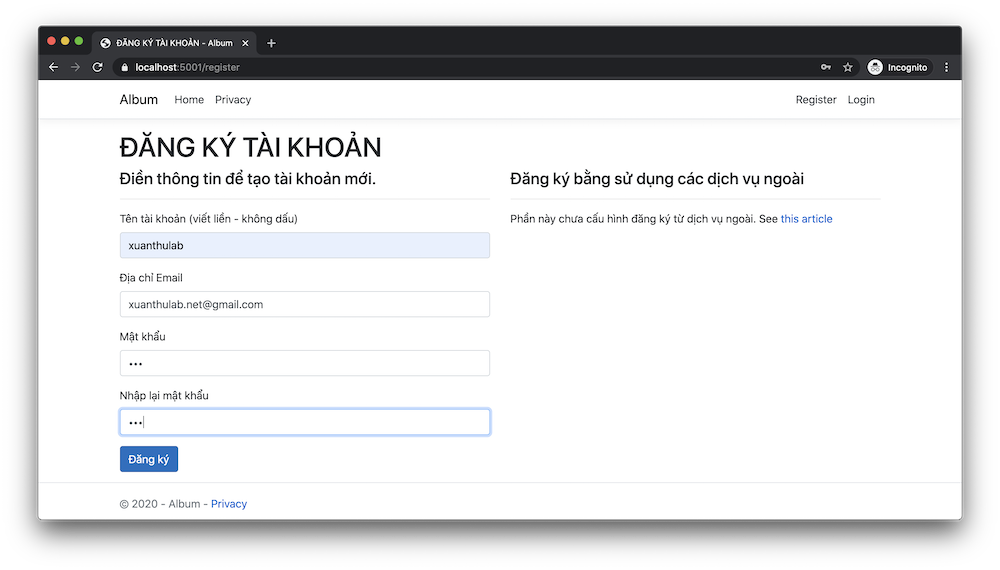 ĐĂNG KÝ TÀI KHOẢN - Album
localhost:5001/register
Incognito
Album Home Privacy Register Login
ĐĂNG KÝ TÀI KHOẢN
Điền thông tin để tạo tài khoản mới.
Tên tài khoản (viết liền - không dấu)
xuanthulab
Địa chỉ Email
xuanthulab.net@gmail.com
Mật khẩu
•••
Nhập lại mật khẩu
•••
Đăng ký
Đăng ký bằng sử dụng các dịch vụ ngoài
Phần này chưa cấu hình đăng ký từ dịch vụ ngoài. See this article
© 2020 - Album - Privacy